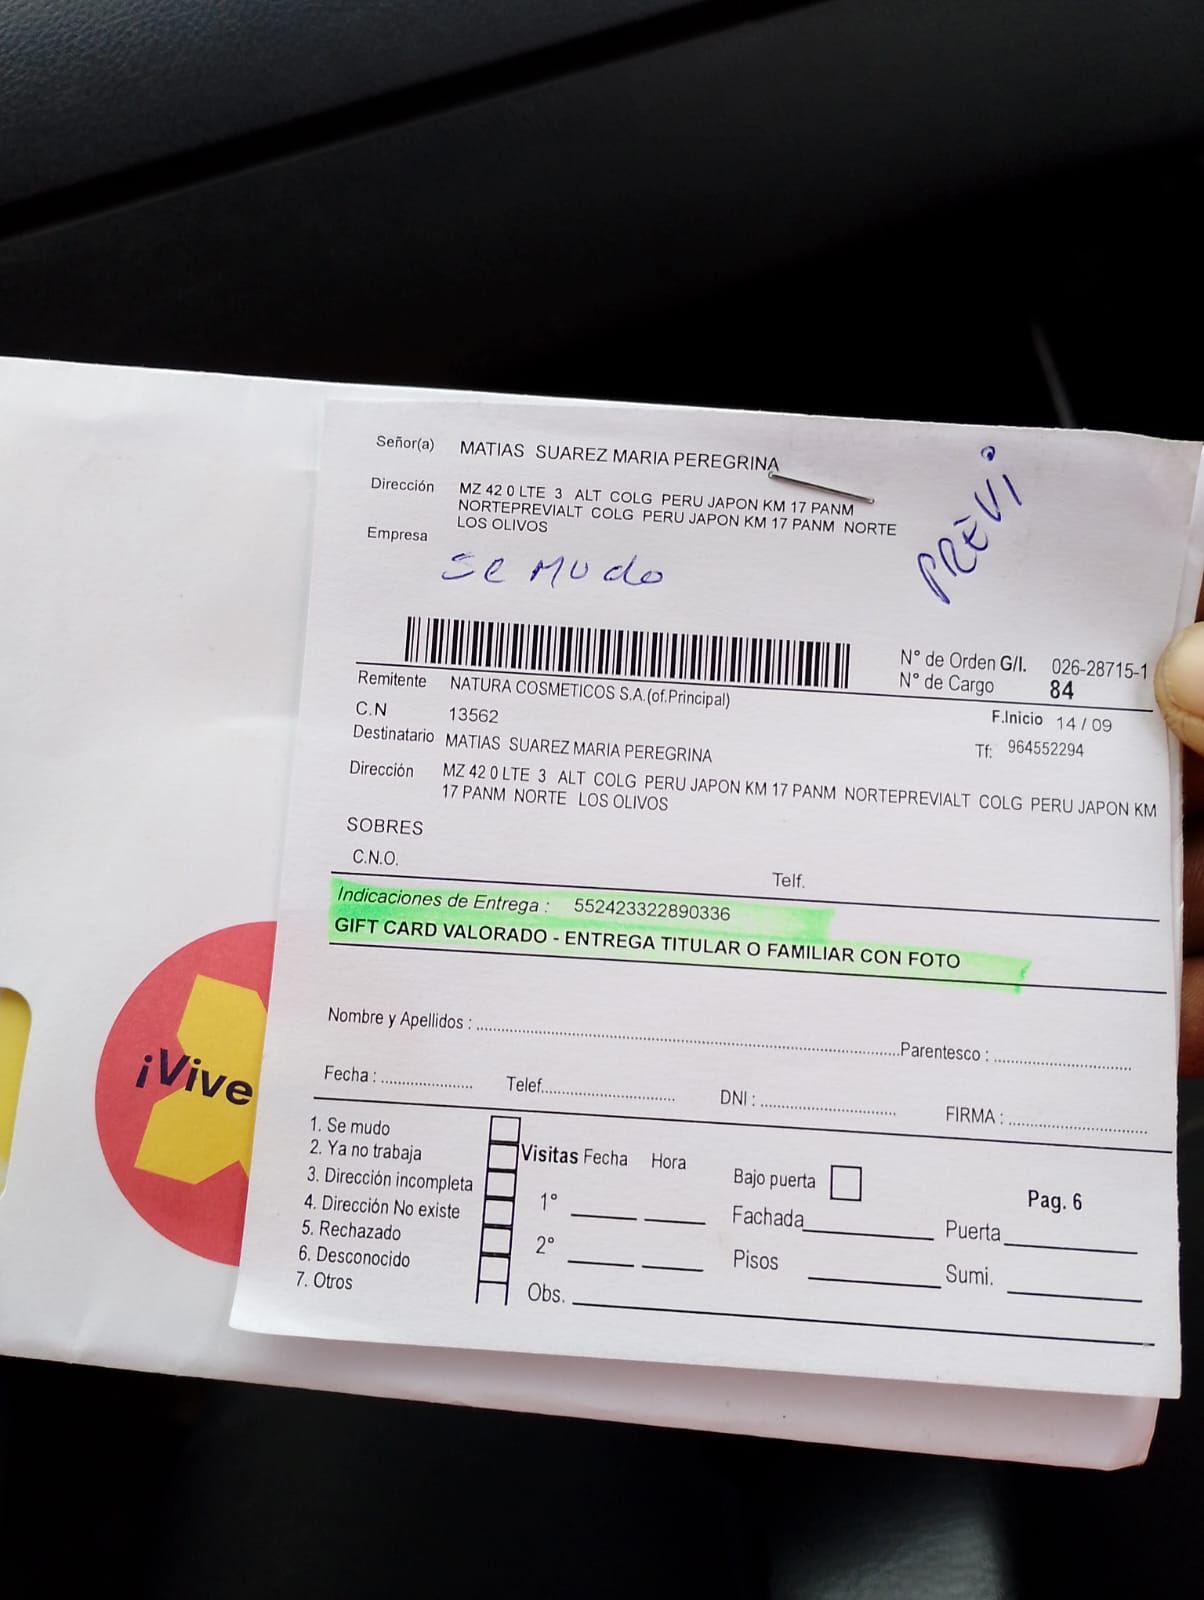 Señor(a) MATIAS SUAREZ MARIA PEREGRINA
Dirección MZ 42 0 LTE 3 ALT COLG PERU JAPON KM 17 PANM
NORTEPREVIALT COLG PERU JAPON KM 17 PANM NORTE
LOS OLIVOS
Empresa
se mudo
PREVI
N° de Orden G/I. 026-28715-1
N° de Cargo 84
Remitente NATURA COSMETICOS S.A.(of.Principal)
C.N 13562
F.Inicio 14 / 09
Destinatario MATIAS SUAREZ MARIA PEREGRINA
Tf: 964552294
Dirección MZ 42 0 LTE 3 ALT COLG PERU JAPON KM 17 PANM NORTEPREVIALT COLG PERU JAPON KM
17 PANM NORTE LOS OLIVOS
SOBRES
C.N.O.
Telf.
Indicaciones de Entrega : 552423322890336
GIFT CARD VALORADO - ENTREGA TITULAR O FAMILIAR CON FOTO
Nombre y Apellidos : Parentesco :
Fecha : Telef. DNI : FIRMA :
1. Se mudo
2. Ya no trabaja
3. Dirección incompleta
4. Dirección No existe
5. Rechazado
6. Desconocido
7. Otros
Visitas Fecha Hora
1°
2°
Obs.
Bajo puerta
Fachada
Pisos
Pag. 6
Puerta
Sumi.
¡Vive